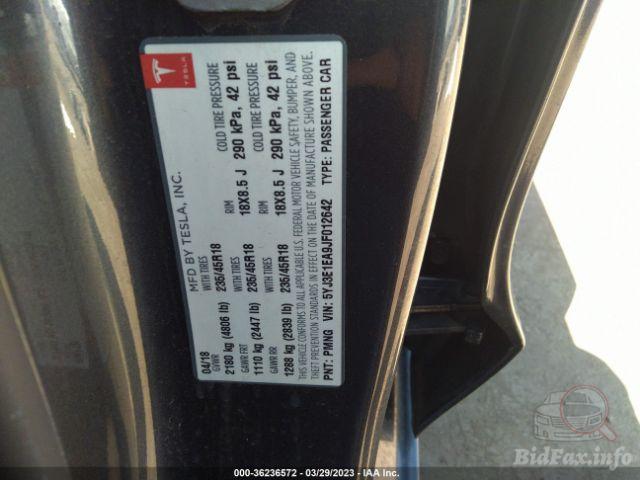 TESLA
MFD BY TESLA, INC.
04/18 WITH TIRES RIM COLD TIRE PRESSURE
GVWR
2180 kg (4806 lb) 235/45R18 18X8.5 J 290 kPa, 42 psi
GAWR FRT WITH TIRES RIM COLD TIRE PRESSURE
1110 kg (2447 lb) 235/45R18 18X8.5 J 290 kPa, 42 psi
GAWR RR
1288 kg (2839 lb)
THIS VEHICLE CONFORMS TO ALL APPLICABLE U.S. FEDERAL MOTOR VEHICLE SAFETY, BUMPER, AND
THEFT PREVENTION STANDARDS IN EFFECT ON THE DATE OF MANUFACTURE SHOWN ABOVE.
PNT: PMNG VIN: 5YJ3E1EA9JF012642 TYPE: PASSENGER CAR
000-36236572 — 03/29/2023 — IAA Inc.
BidFax.info